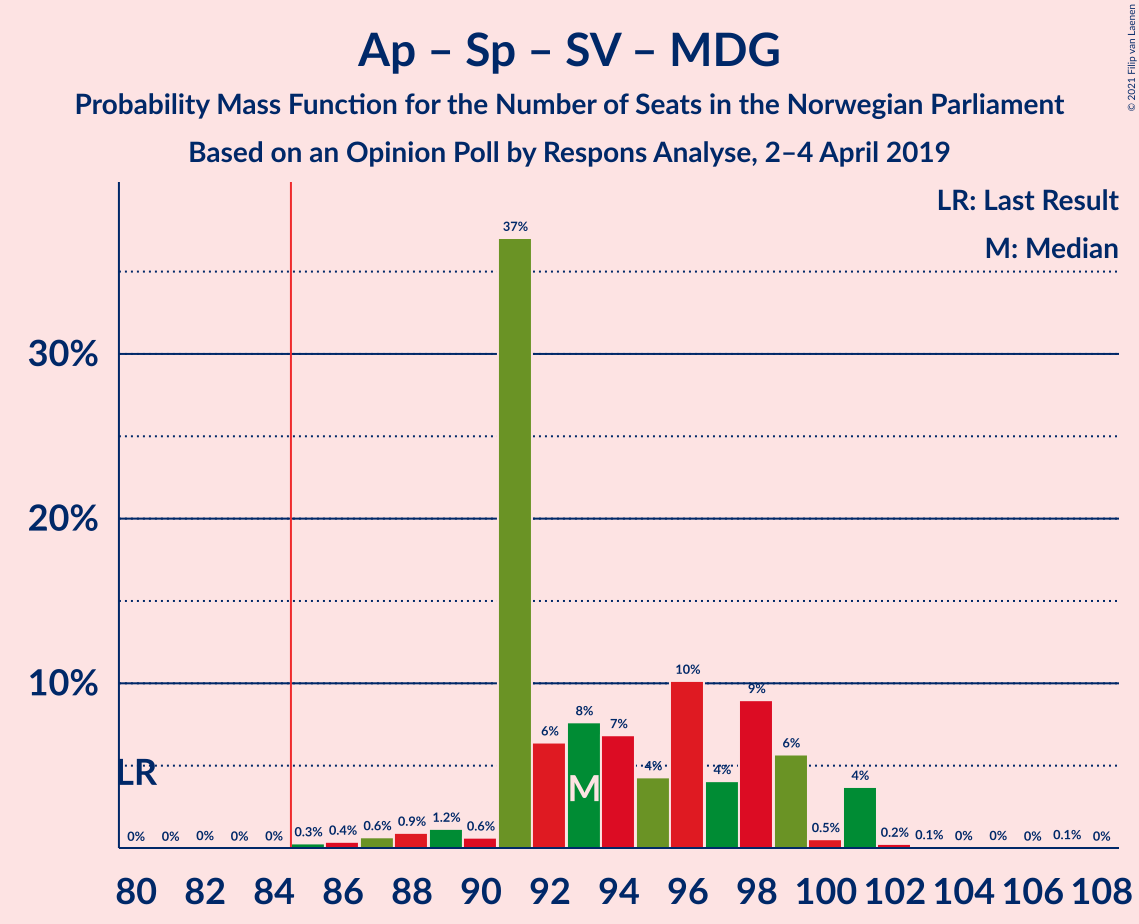 Ap – Sp – SV – MDG
Probability Mass Function for the Number of Seats in the Norwegian Parliament
Based on an Opinion Poll by Respons Analyse, 2–4 April 2019
© 2021 Filip van Laenen
LR: Last Result
M: Median
30%
20%
10%
LR
M
0% 0% 0% 0% 0% 0.3% 0.4% 0.6% 0.9% 1.2% 0.6% 37% 6% 8% 7% 4% 10% 4% 9% 6% 0.5% 4% 0.2% 0.1% 0% 0% 0% 0.1% 0%
80 82 84 86 88 90 92 94 96 98 100 102 104 106 108